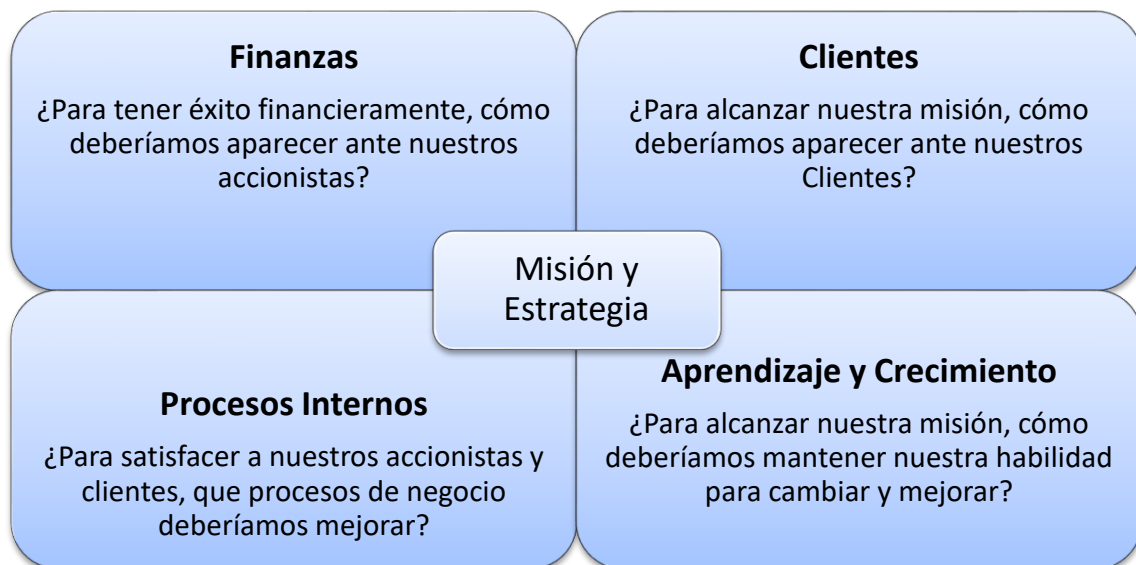 Finanzas
¿Para tener éxito financieramente, cómo
deberíamos aparecer ante nuestros
accionistas?
Clientes
¿Para alcanzar nuestra misión, cómo
deberíamos aparecer ante nuestros
Clientes?
Misión y
Estrategia
Procesos Internos
¿Para satisfacer a nuestros accionistas y
clientes, que procesos de negocio
deberíamos mejorar?
Aprendizaje y Crecimiento
¿Para alcanzar nuestra misión, cómo
deberíamos mantener nuestra habilidad
para cambiar y mejorar?